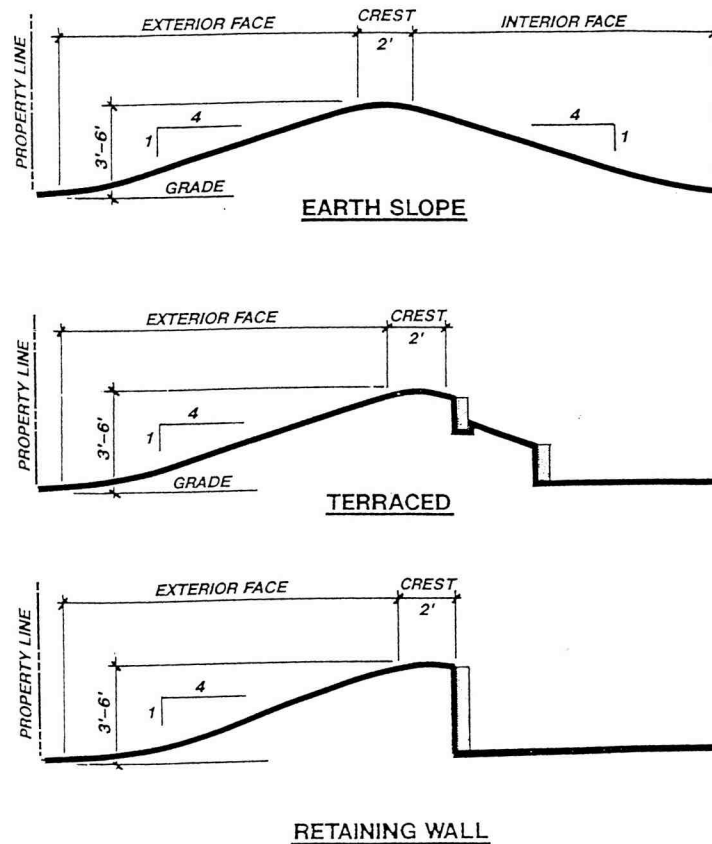 EXTERIOR FACE CREST INTERIOR FACE
2'
PROPERTY LINE
3'-6'
1 4
4 1
GRADE
EARTH SLOPE
EXTERIOR FACE CREST
2'
PROPERTY LINE
3'-6'
1 4
GRADE
TERRACED
EXTERIOR FACE CREST
2'
PROPERTY LINE
3'-6'
1 4
RETAINING WALL